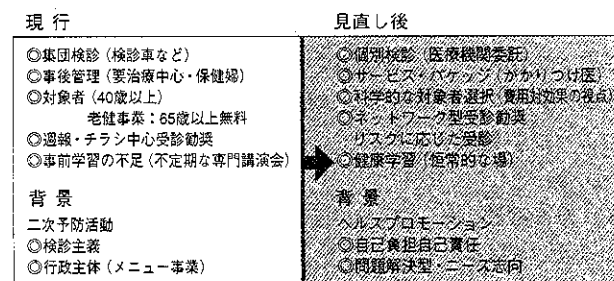 現行
◎集団検診（検診車など）
◎事後管理（要治療中心・保健婦）
◎対象者（40歳以上）
老健事業：65歳以上無料
◎週報・チラシ中心受診勧奨
◎事前学習の不足（不定期な専門講演会）
背景
二次予防活動
◎検診主義
◎行政主体（メニュー事業）
見直し後
◎個別検診（医療機関委託）
◎サービス・パッケージ（かかりつけ医）
◎科学的な対象者選択（費用対効果の視点）
◎ネットワーク型受診勧奨
リスクに応じた受診
◎健康学習（恒常的な場）
背景
ヘルスプロモーション
◎自己負担自己責任
◎問題解決型・ニーズ志向